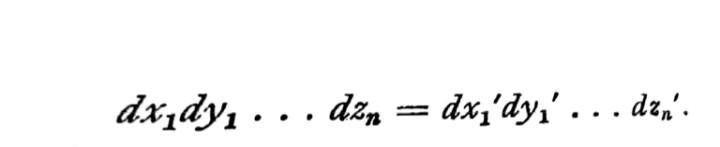 dx₁dy₁ . . . dzₙ = dx₁′dy₁′ . . . dzₙ′.